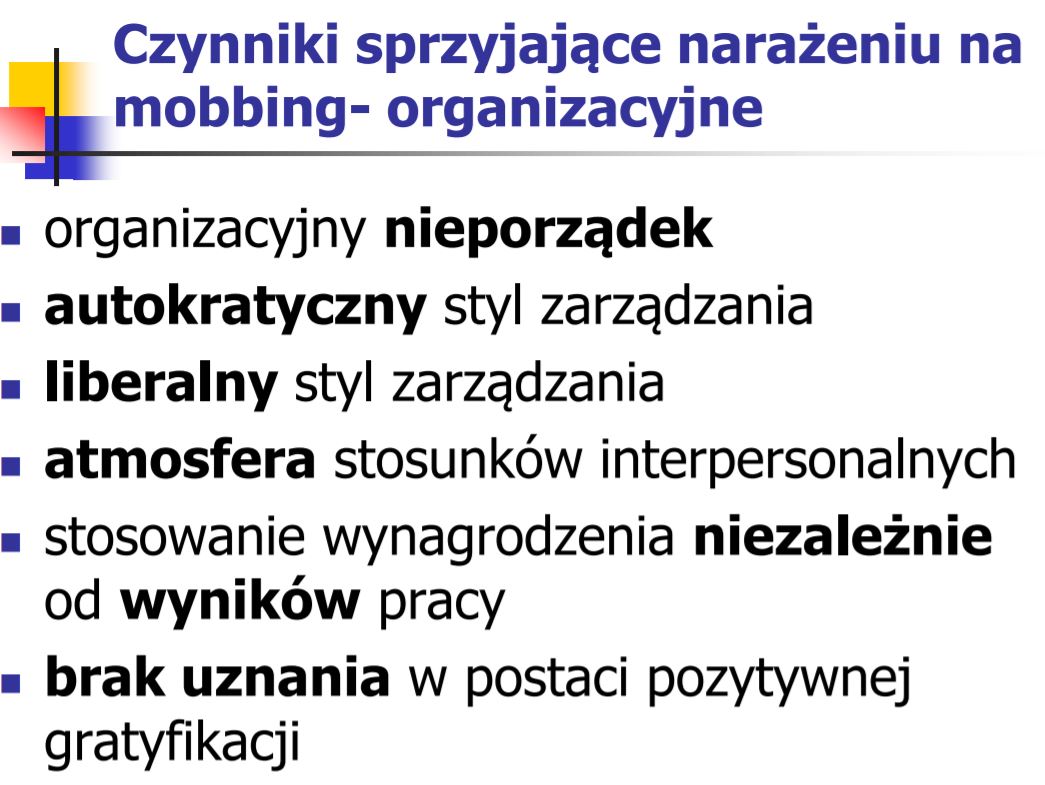 Czynniki sprzyjające narażeniu na
mobbing- organizacyjne
organizacyjny nieporządek
autokratyczny styl zarządzania
liberalny styl zarządzania
atmosfera stosunków interpersonalnych
stosowanie wynagrodzenia niezależnie
od wyników pracy
brak uznania w postaci pozytywnej
gratyfikacji